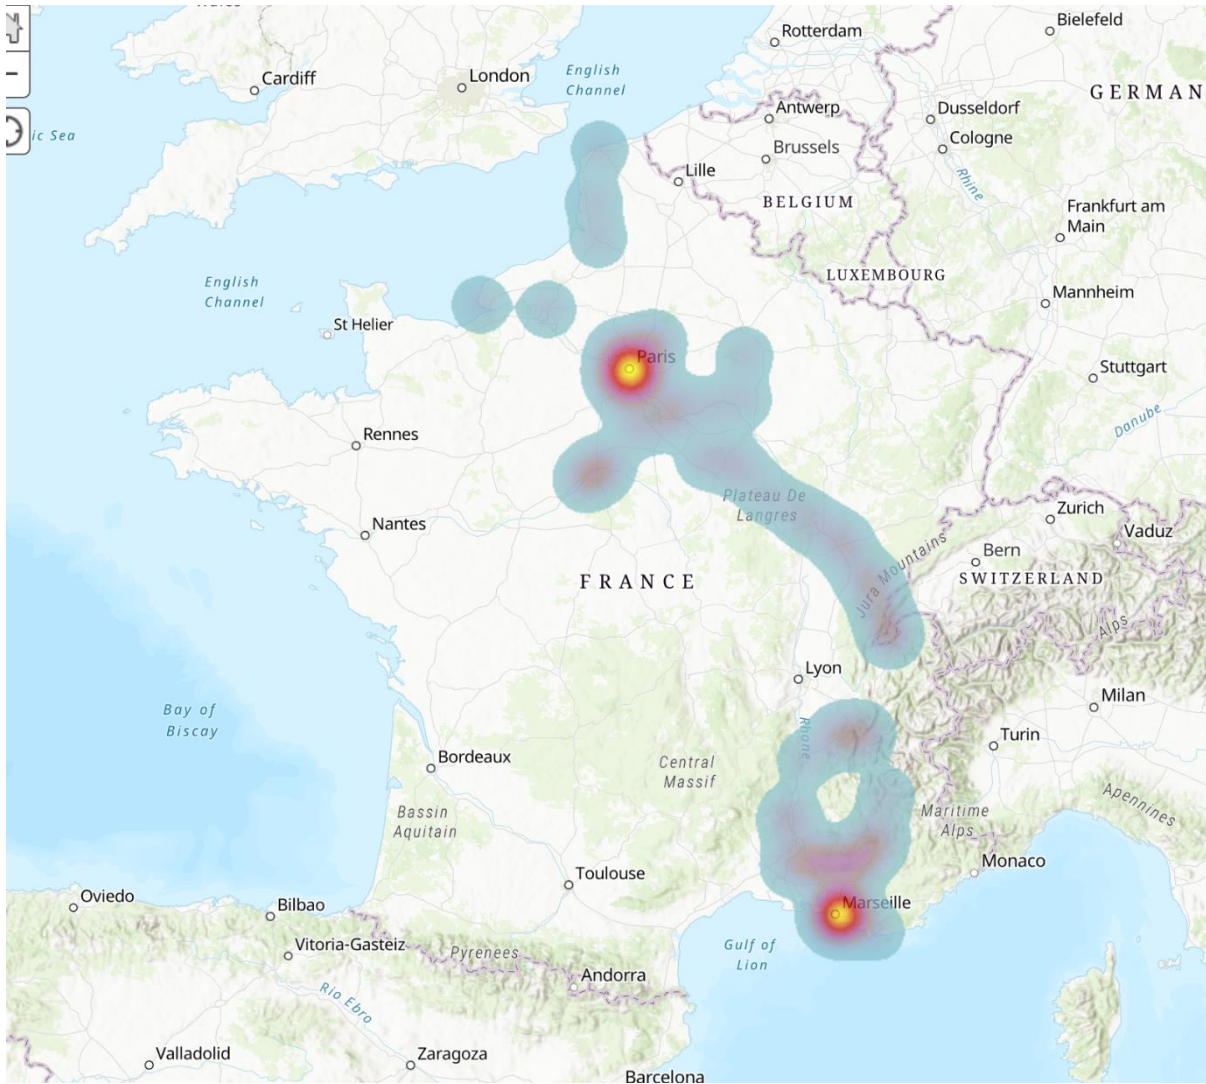 Rotterdam
Bielefeld
Cardiff
London
English
Channel
GERMAN
Antwerp
Dusseldorf
ic Sea
Brussels
Cologne
Lille
Rhine
BELGIUM
Frankfurt am
Main
English
Channel
LUXEMBOURG
Mannheim
St Helier
Paris
Stuttgart
Danube
Rennes
Plateau De
Langres
Nantes
Zurich
Vaduz
Jura Mountains
Bern
FRANCE
SWITZERLAND
Alps
Lyon
Milan
Bay of
Biscay
Rhone
Turin
Bordeaux
Central
Massif
Apennines
Bassin
Aquitain
Maritime
Alps
Monaco
Toulouse
Oviedo
Bilbao
Marseille
Vitoria-Gasteiz
Pyrenees
Gulf of
Lion
Andorra
Rio Ebro
Valladolid
Zaragoza
Barcelona